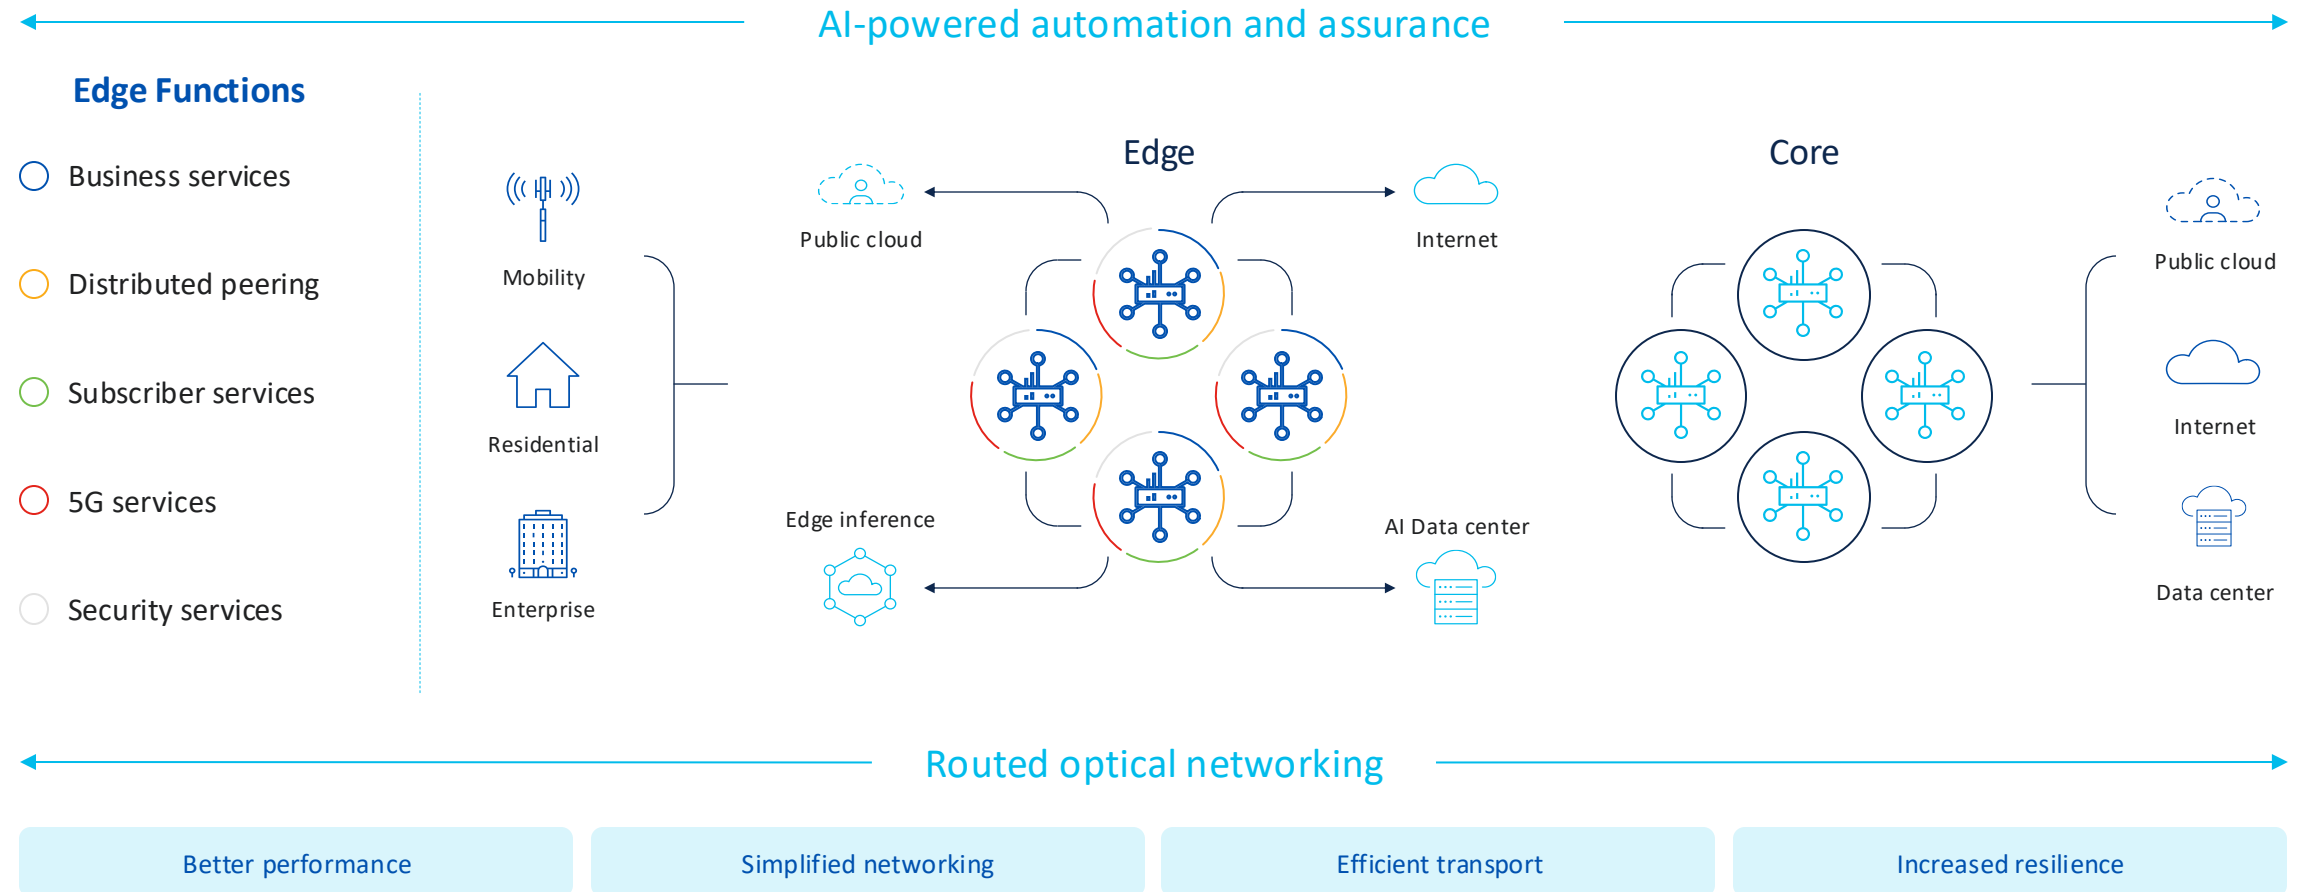 AI-powered automation and assurance
Edge Functions
Business services
Distributed peering
Subscriber services
5G services
Security services
Mobility
Residential
Enterprise
Edge
Public cloud
Internet
Edge inference
AI Data center
Core
Public cloud
Internet
Data center
Routed optical networking
Better performance
Simplified networking
Efficient transport
Increased resilience